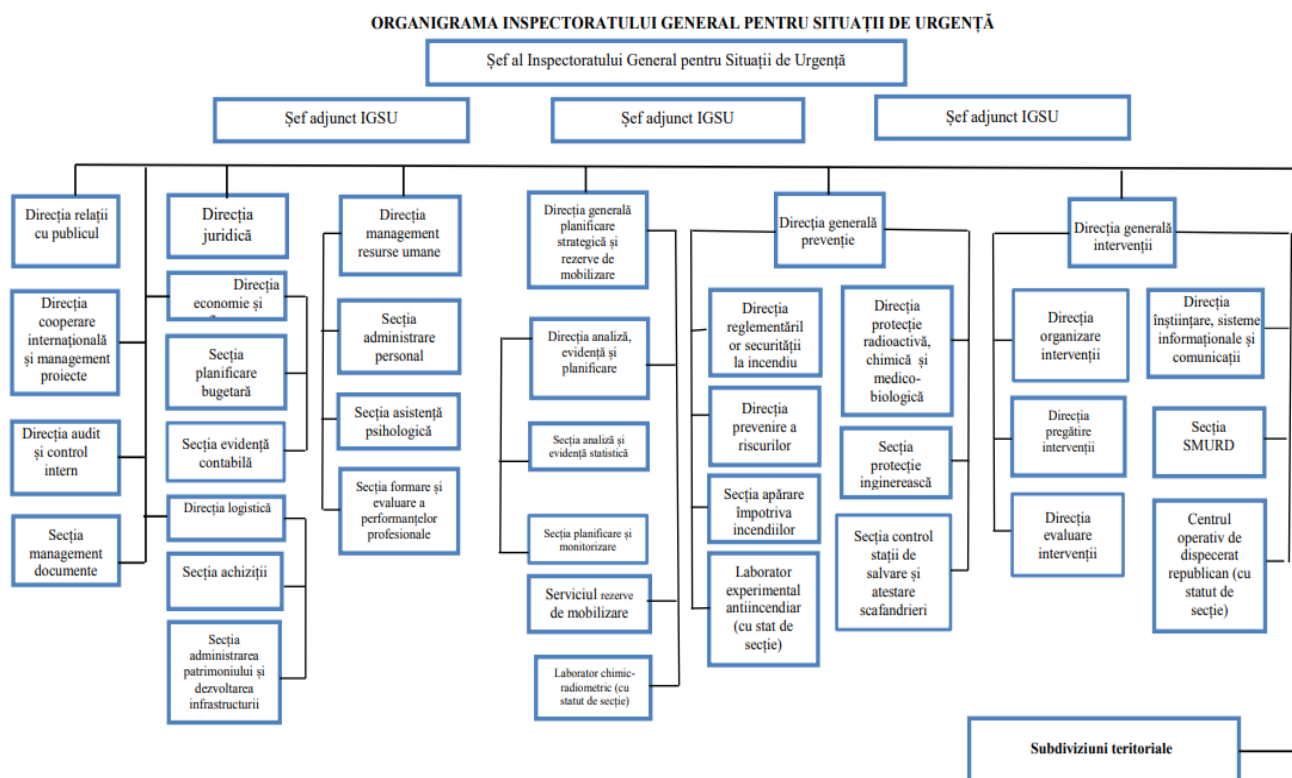 ORGANIGRAMA INSPECTORATULUI GENERAL PENTRU SITUAȚII DE URGENȚĂ
Șef al Inspectoratului General pentru Situații de Urgență
Șef adjunct IGSU
Șef adjunct IGSU
Șef adjunct IGSU
Direcția relații
cu publicul
Direcția
cooperare
internațională
și management
proiecte
Direcția audit
și control
intern
Secția
management
documente
Direcția
juridică
Direcția
economie și
Secția
planificare
bugetară
Secția evidență
contabilă
Direcția logistică
Secția achiziții
Secția
administrarea
patrimoniului și
dezvoltarea
infrastructurii
Direcția
management
resurse umane
Secția
administrare
personal
Secția asistență
psihologică
Secția formare și
evaluare a
performanțelor
profesionale
Direcția generală
planificare
strategică și
rezerve de
mobilizare
Direcția analiză,
evidență și
planificare
Secția analiză și
evidență statistică
Secția planificare și
monitorizare
Serviciul rezerve
de mobilizare
Laborator chimic-
radiometric (cu
statut de secție)
Direcția generală
prevenție
Direcția
reglementăril
or securității
la incendiu
Direcția
prevenire a
riscurilor
Secția apărare
împotriva
incendiilor
Laborator
experimental
antiincendiar
(cu stat de
secție)
Direcția
protecție
radioactivă,
chimică și
medico-
biologică
Secția
protecție
inginerească
Secția control
stații de
salvare și
atestare
scafandrieri
Direcția generală
intervenții
Direcția
organizare
intervenții
Direcția
pregătire
intervenții
Direcția
evaluare
intervenții
Direcția
înștiințare, sisteme
informaționale și
comunicații
Secția
SMURD
Centrul
operativ de
dispecerat
republican (cu
statut de
secție)
Subdiviziuni teritoriale